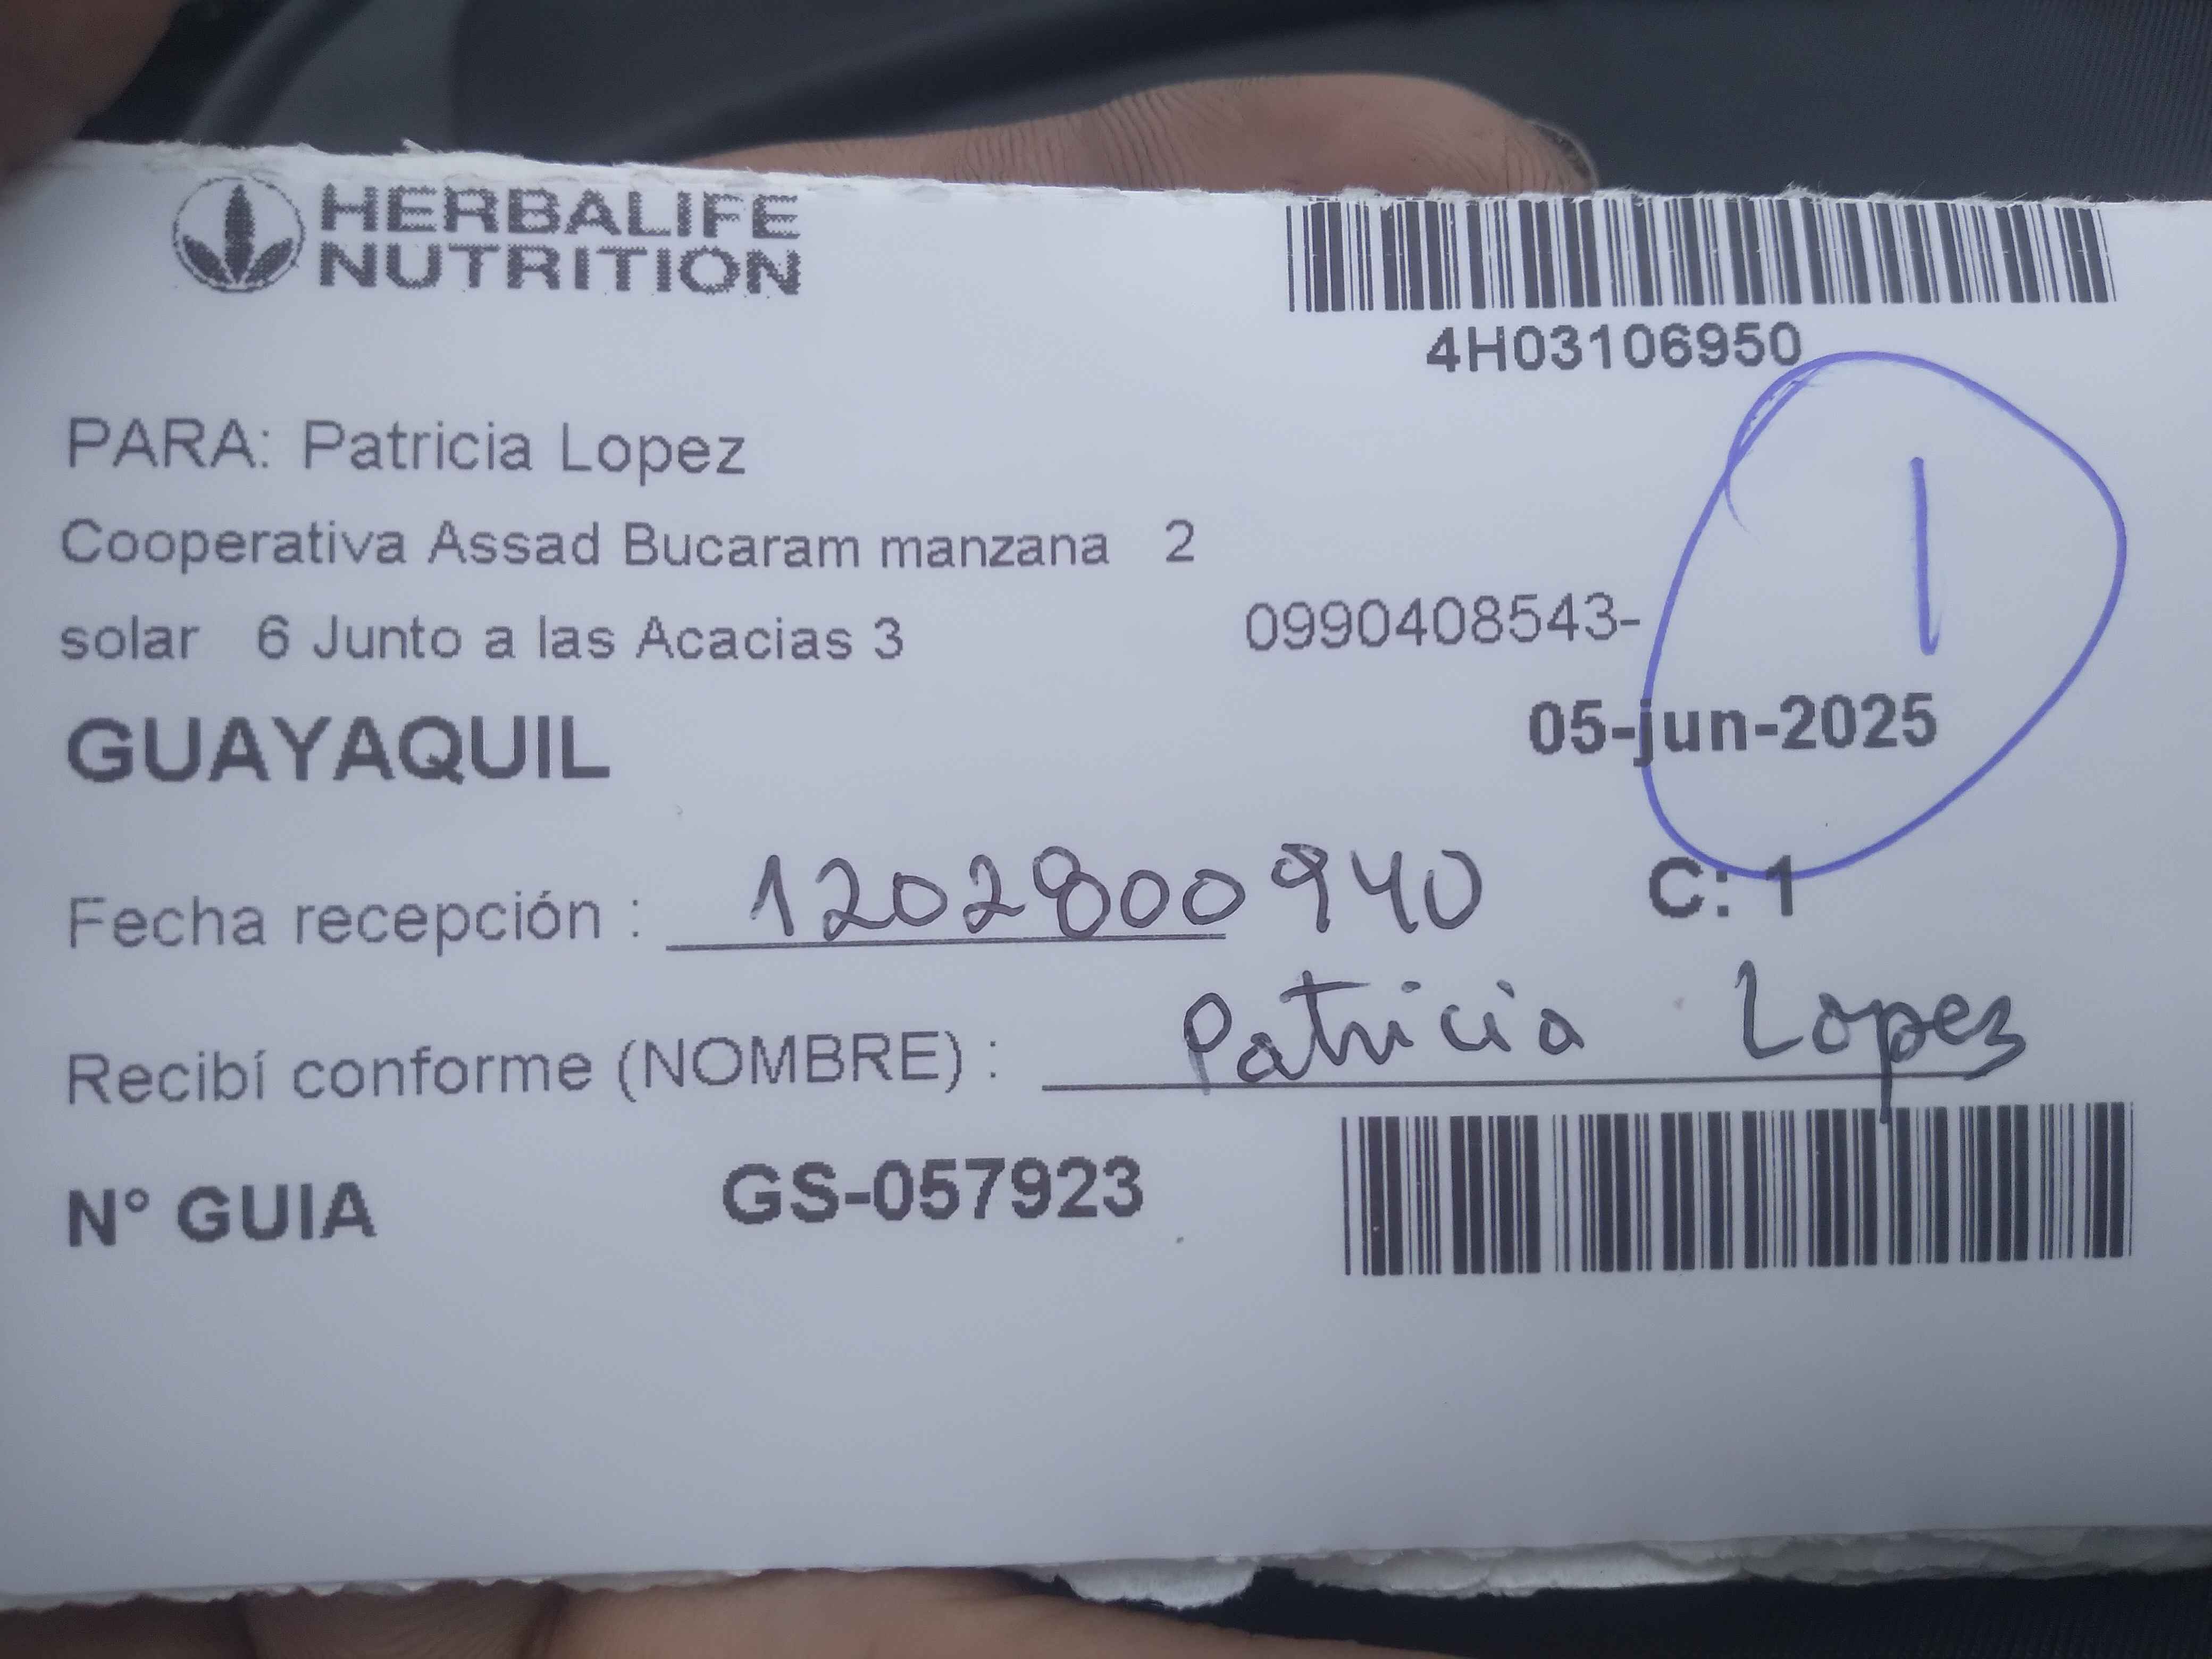 HERBALIFE
NUTRITION
4H03106950
PARA: Patricia Lopez
1
Cooperativa Assad Bucaram manzana 2
solar 6 Junto a las Acacias 3 0990408543-
GUAYAQUIL 05-jun-2025
Fecha recepción : 1202800940 C: 1
Recibí conforme (NOMBRE) : Patricia Lopez
N° GUIA GS-057923